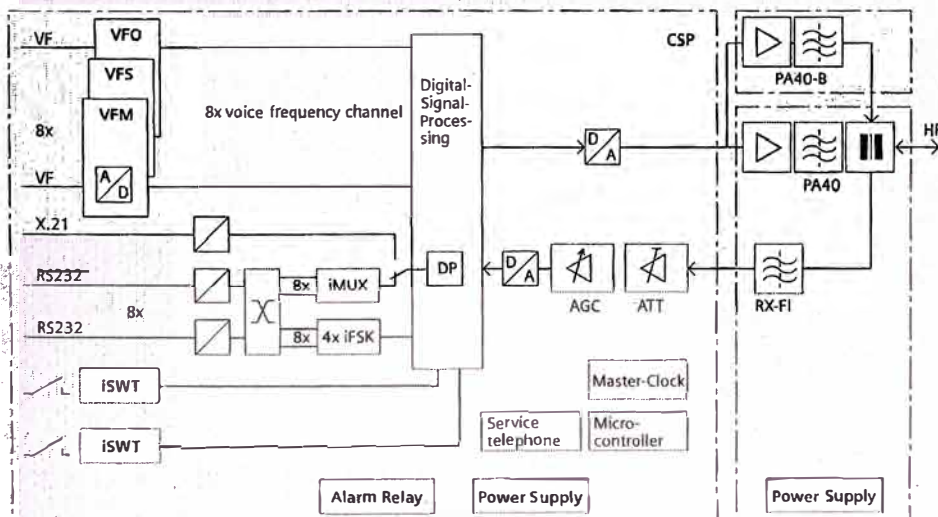 VF
VFO
VFS
VFM
8x
VF
A
D
8x voice frequency channel
Digital-
Signal-
Proces-
sing
CSP
D
A
PA40-B
PA40
HF
X.21
RS232
8x
RS232
8x
iMUX
8x
4x iFSK
DP
D
A
AGC
ATT
RX-FI
iSWT
iSWT
Master-Clock
Service
telephone
Micro-
controller
Alarm Relay
Power Supply
Power Supply